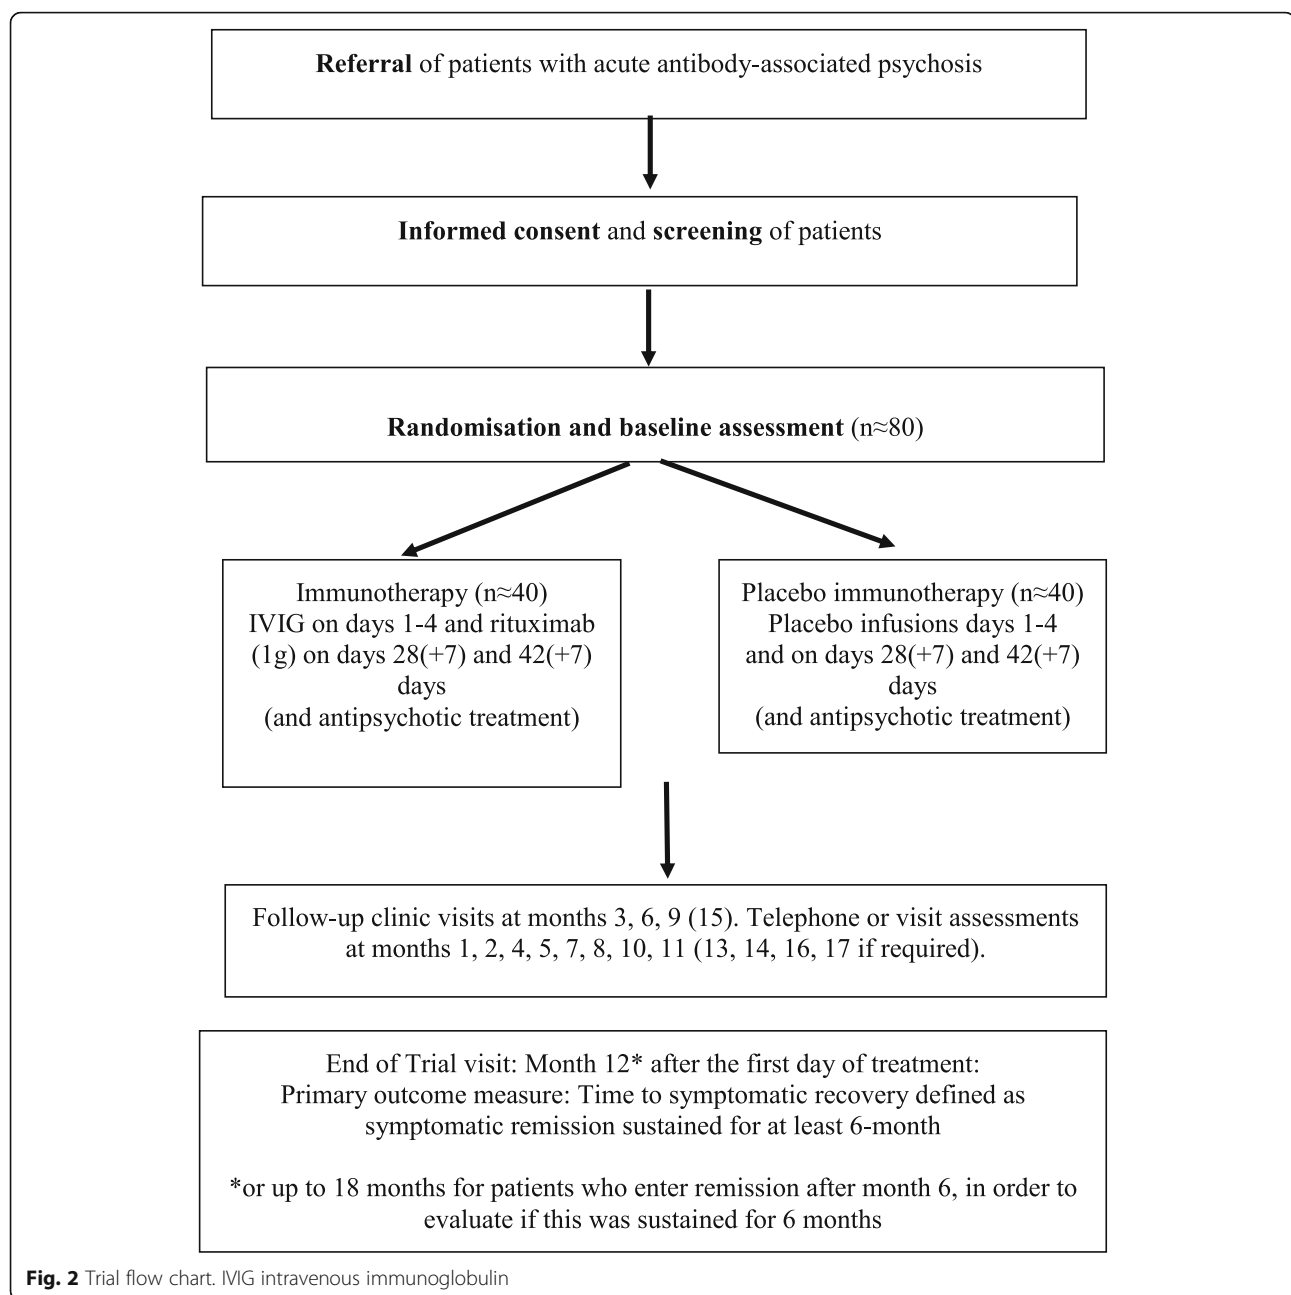 Referral of patients with acute antibody-associated psychosis
Informed consent and screening of patients
Randomisation and baseline assessment (n≈80)
Immunotherapy (n≈40)
IVIG on days 1-4 and rituximab
(1g) on days 28(+7) and 42(+7)
days
(and antipsychotic treatment)
Placebo immunotherapy (n≈40)
Placebo infusions days 1-4
and on days 28(+7) and 42(+7)
days
(and antipsychotic treatment)
Follow-up clinic visits at months 3, 6, 9 (15). Telephone or visit assessments
at months 1, 2, 4, 5, 7, 8, 10, 11 (13, 14, 16, 17 if required).
End of Trial visit: Month 12* after the first day of treatment:
Primary outcome measure: Time to symptomatic recovery defined as
symptomatic remission sustained for at least 6-month
*or up to 18 months for patients who enter remission after month 6, in order to
evaluate if this was sustained for 6 months
Fig. 2 Trial flow chart. IVIG intravenous immunoglobulin